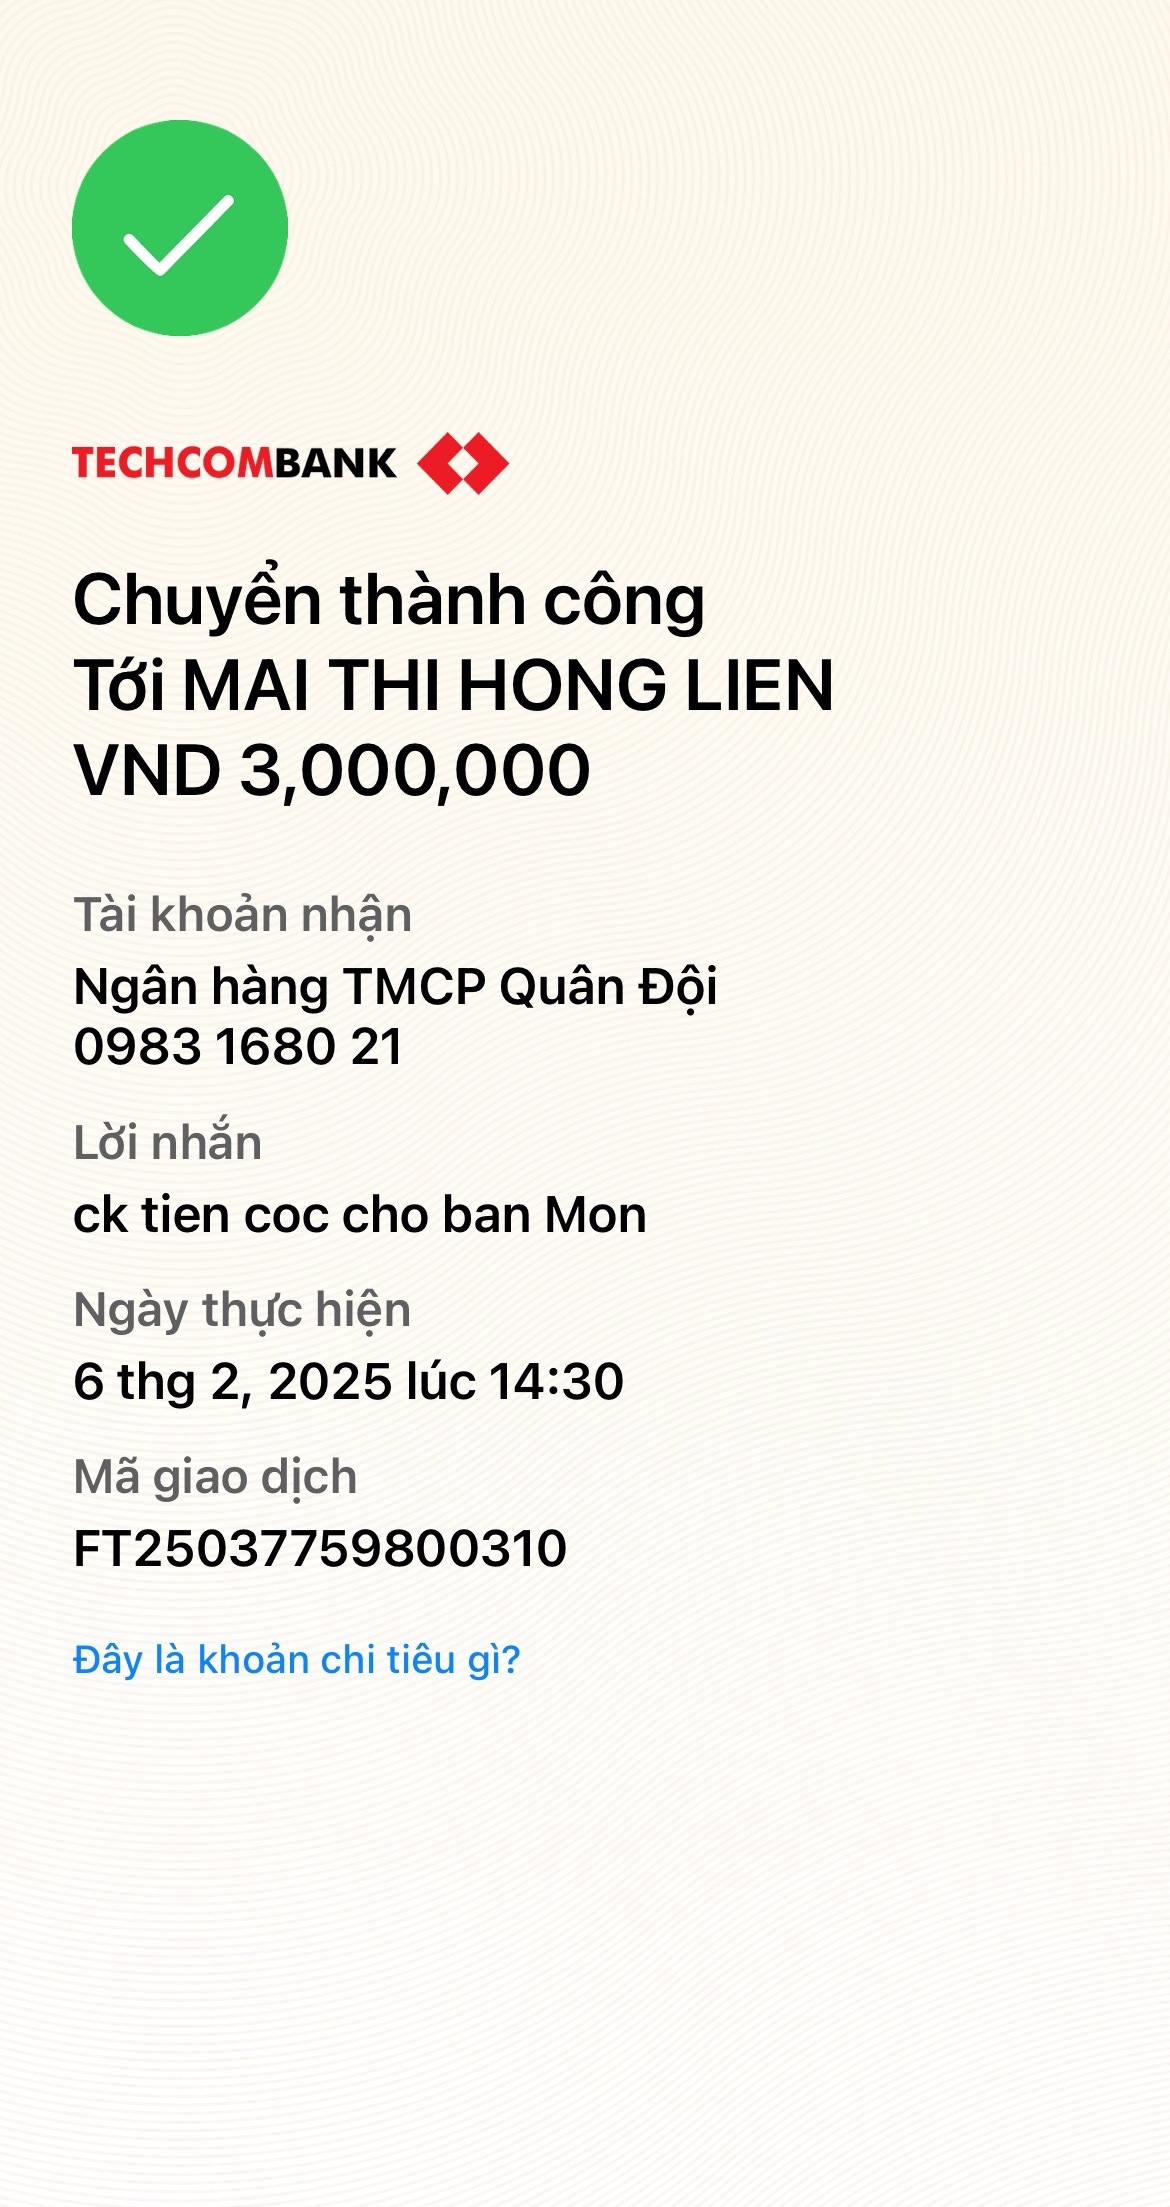 TECHCOMBANK
Chuyển thành công
Tới MAI THI HONG LIEN
VND 3,000,000
Tài khoản nhận
Ngân hàng TMCP Quân Đội
0983 1680 21
Lời nhắn
ck tien coc cho ban Mon
Ngày thực hiện
6 thg 2, 2025 lúc 14:30
Mã giao dịch
FT25037759800310
Đây là khoản chi tiêu gì?